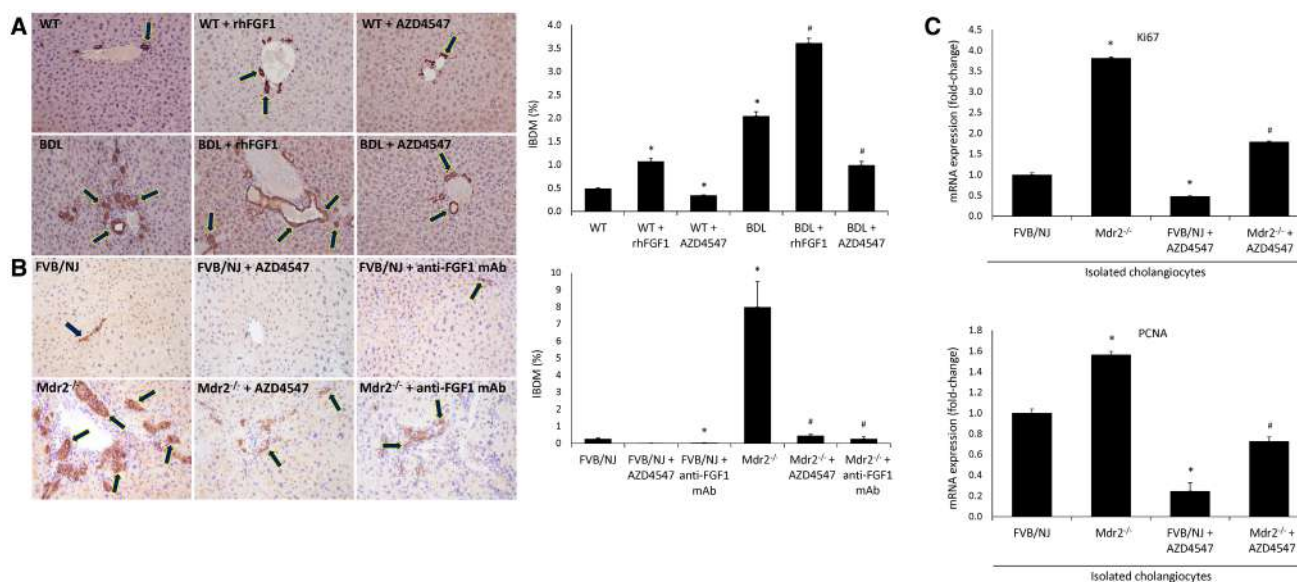 A
WT
WT + rhFGF1
WT + AZD4547
BDL
BDL + rhFGF1
BDL + AZD4547
IBDM (%)
4.0
3.5
3.0
2.5
2.0
1.5
1.0
0.5
0.0
*
*
*
#
#
WT
WT +
rhFGF1
WT +
AZD4547
BDL
BDL +
rhFGF1
BDL +
AZD4547
B
FVB/NJ
FVB/NJ + AZD4547
FVB/NJ + anti-FGF1 mAb
Mdr2-/-
Mdr2-/- + AZD4547
Mdr2-/- + anti-FGF1 mAb
IBDM (%)
10
9
8
7
6
5
4
3
2
1
0
*
*
#
#
FVB/NJ
FVB/NJ +
AZD4547
FVB/NJ +
anti-FGF1
mAb
Mdr2-/-
Mdr2-/- +
AZD4547
Mdr2-/- +
anti-FGF1
mAb
C
Ki67
mRNA expression (fold-change)
4.5
4.0
3.5
3.0
2.5
2.0
1.5
1.0
0.5
0.0
*
*
#
FVB/NJ
Mdr2-/-
FVB/NJ +
AZD4547
Mdr2-/- +
AZD4547
Isolated cholangiocytes
PCNA
mRNA expression (fold-change)
1.8
1.6
1.4
1.2
1.0
0.8
0.6
0.4
0.2
0.0
*
*
#
FVB/NJ
Mdr2-/-
FVB/NJ +
AZD4547
Mdr2-/- +
AZD4547
Isolated cholangiocytes